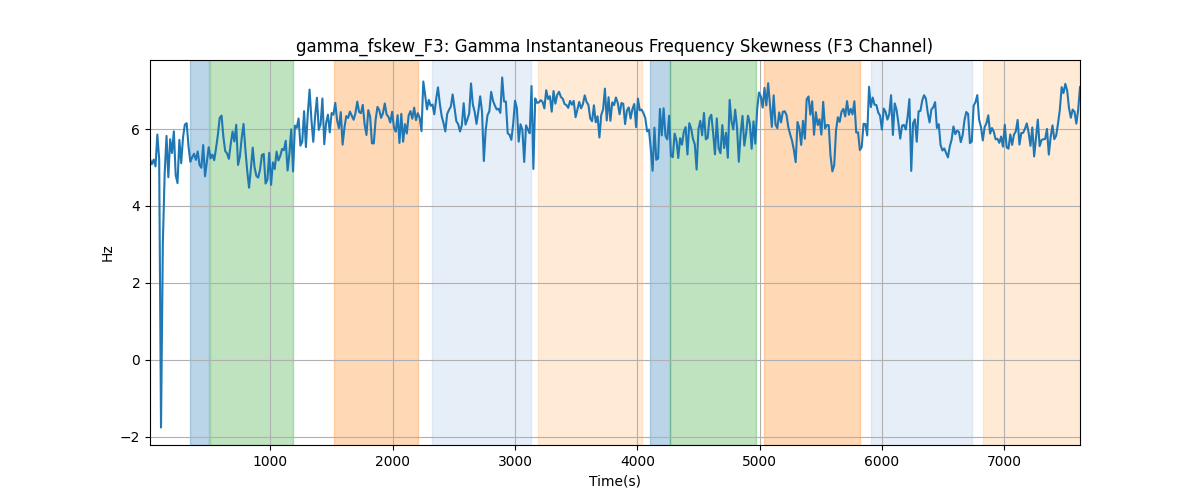 gamma_fskew_F3: Gamma Instantaneous Frequency Skewness (F3 Channel)
6
4
2
0
−2
Hz
1000 2000 3000 4000 5000 6000 7000
Time(s)